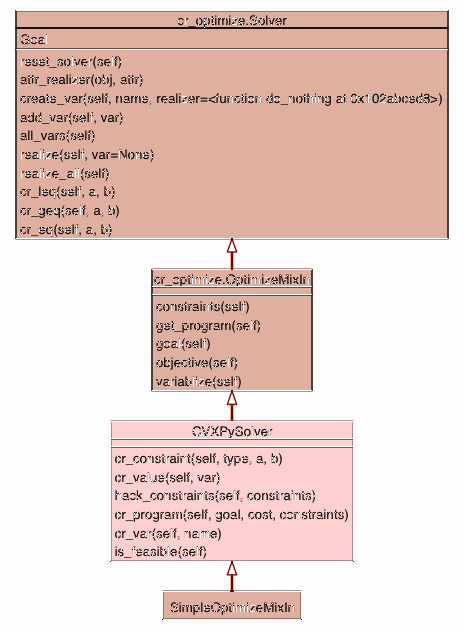 cr_optimize.Solver
Goal
reset_solver(self)
attr_realizer(obj, attr)
create_var(self, name, realizer=<function do_nothing at 0x102abced8>)
add_var(self, var)
all_vars(self)
realize(self, var=None)
realize_all(self)
cr_leq(self, a, b)
cr_geq(self, a, b)
cr_eq(self, a, b)
cr_optimize.OptimizeMixIn
constraints(self)
get_program(self)
goal(self)
objective(self)
variablize(self)
CVXPySolver
cr_constraint(self, type, a, b)
cr_value(self, var)
hack_constraints(self, constraints)
cr_program(self, goal, cost, constraints)
cr_var(self, name)
is_feasible(self)
SimpleOptimizeMixIn